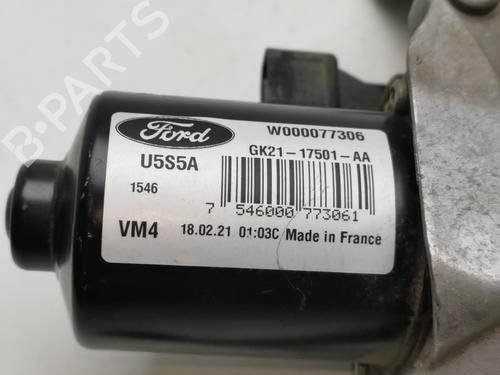 Ford
W000077306
U5S5A
GK21-17501-AA
1546
7 546000 773061
VM4
18.02.21 01:03C Made in France
B-PARTS